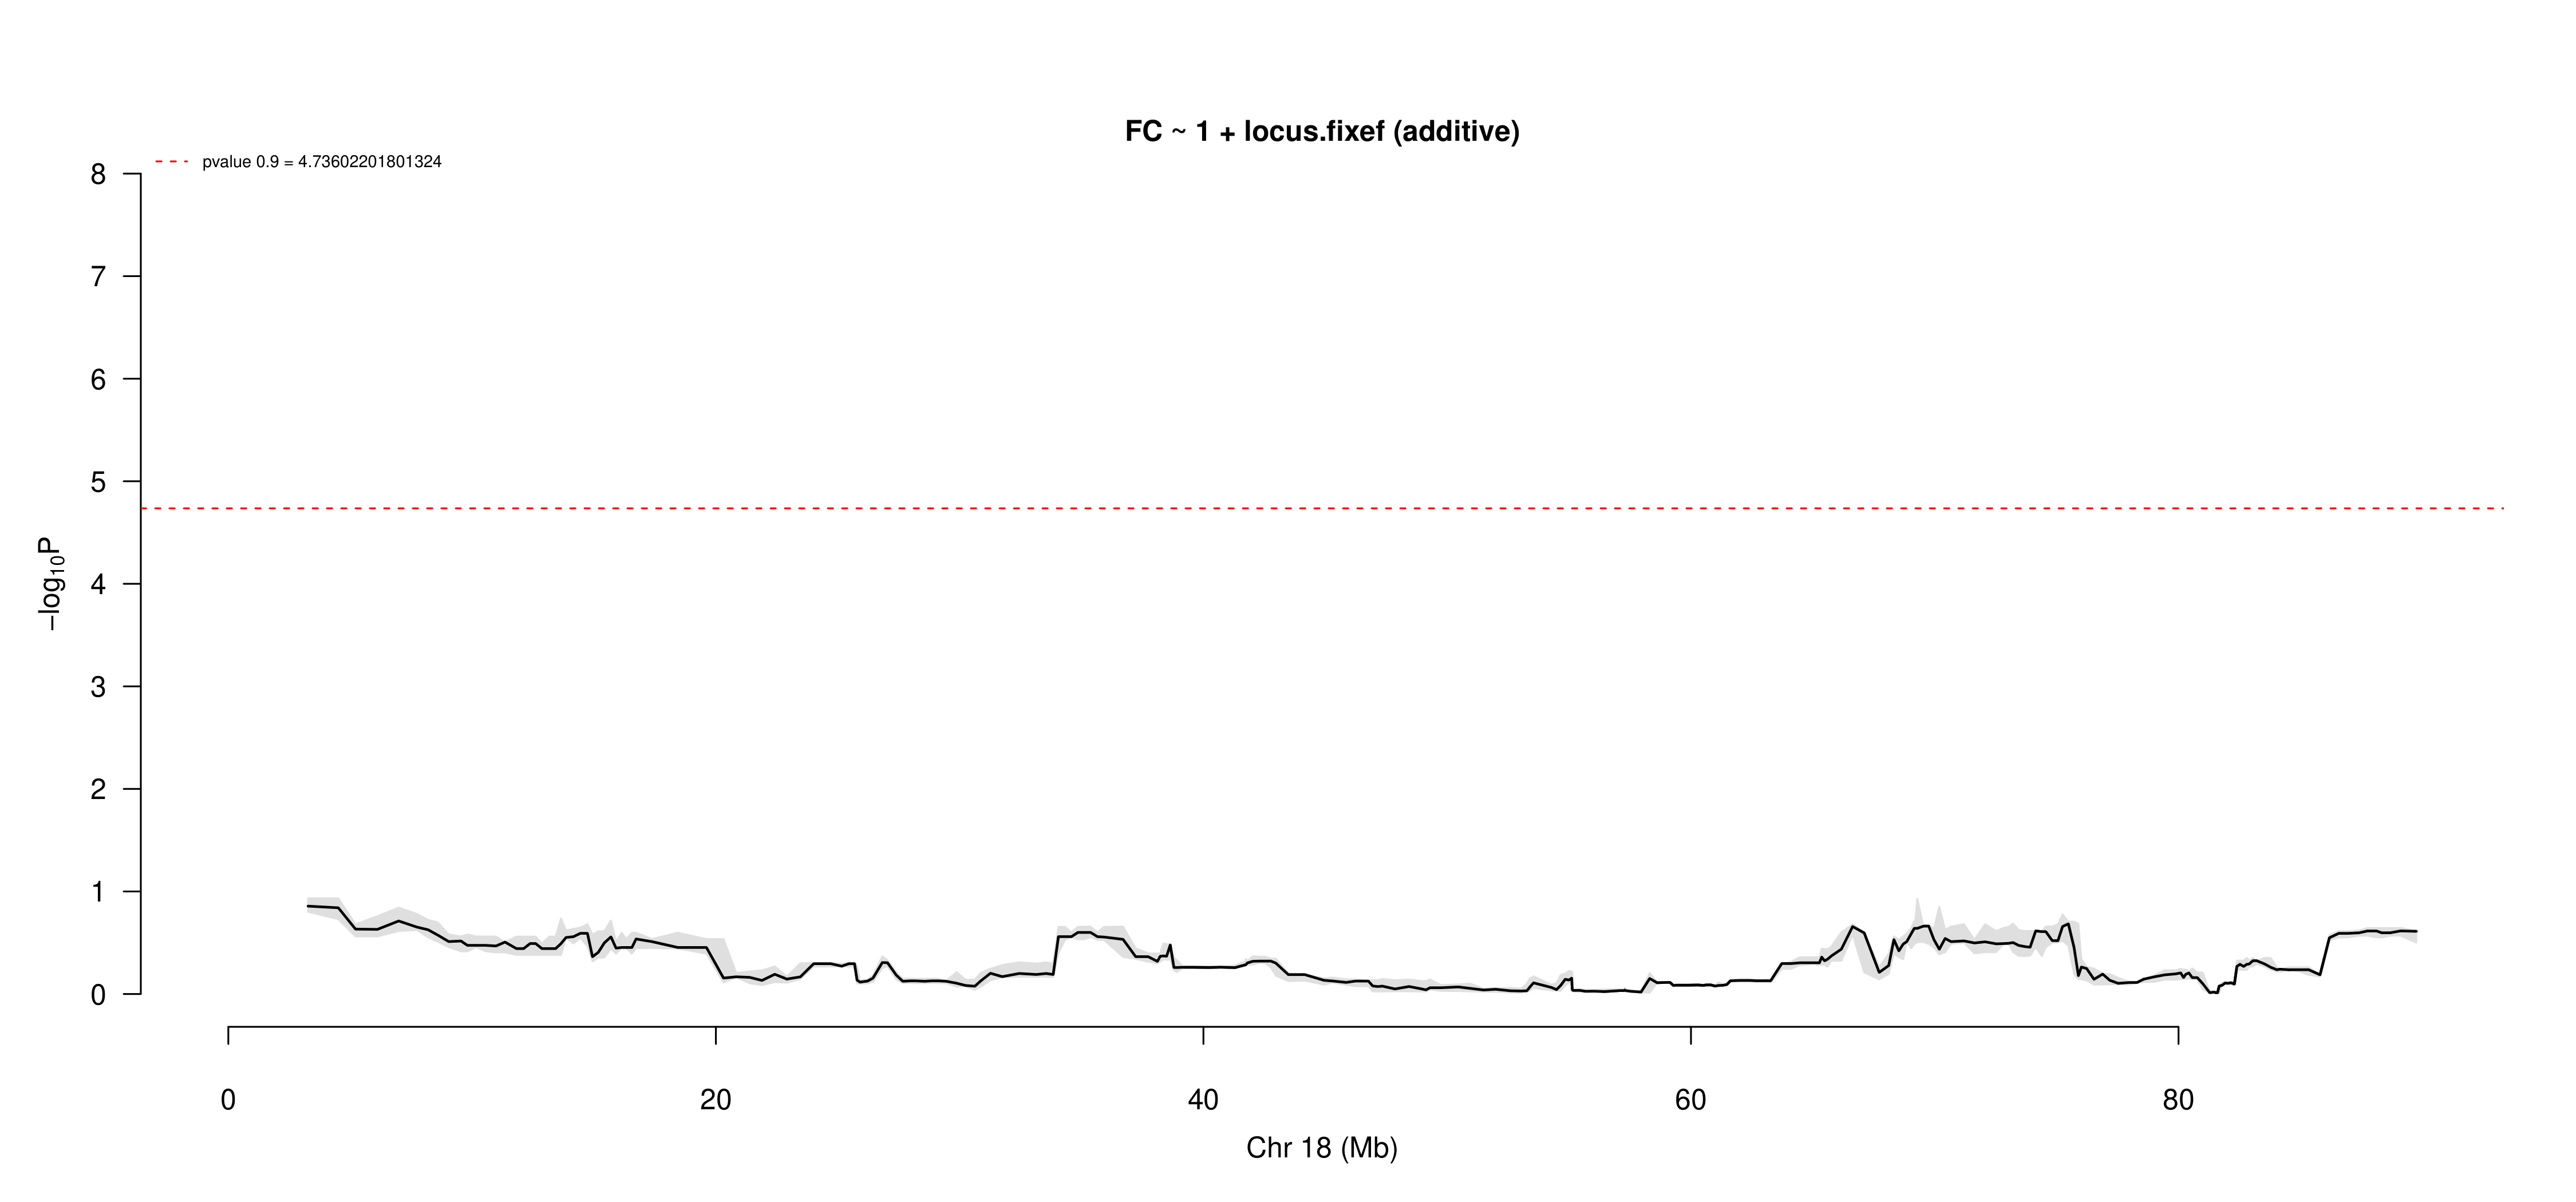 FC ~ 1 + locus.fixef (additive)
pvalue 0.9 = 4.73602201801324
8
7
6
5
4
3
2
1
0
−log₁₀P
0 20 40 60 80
Chr 18 (Mb)